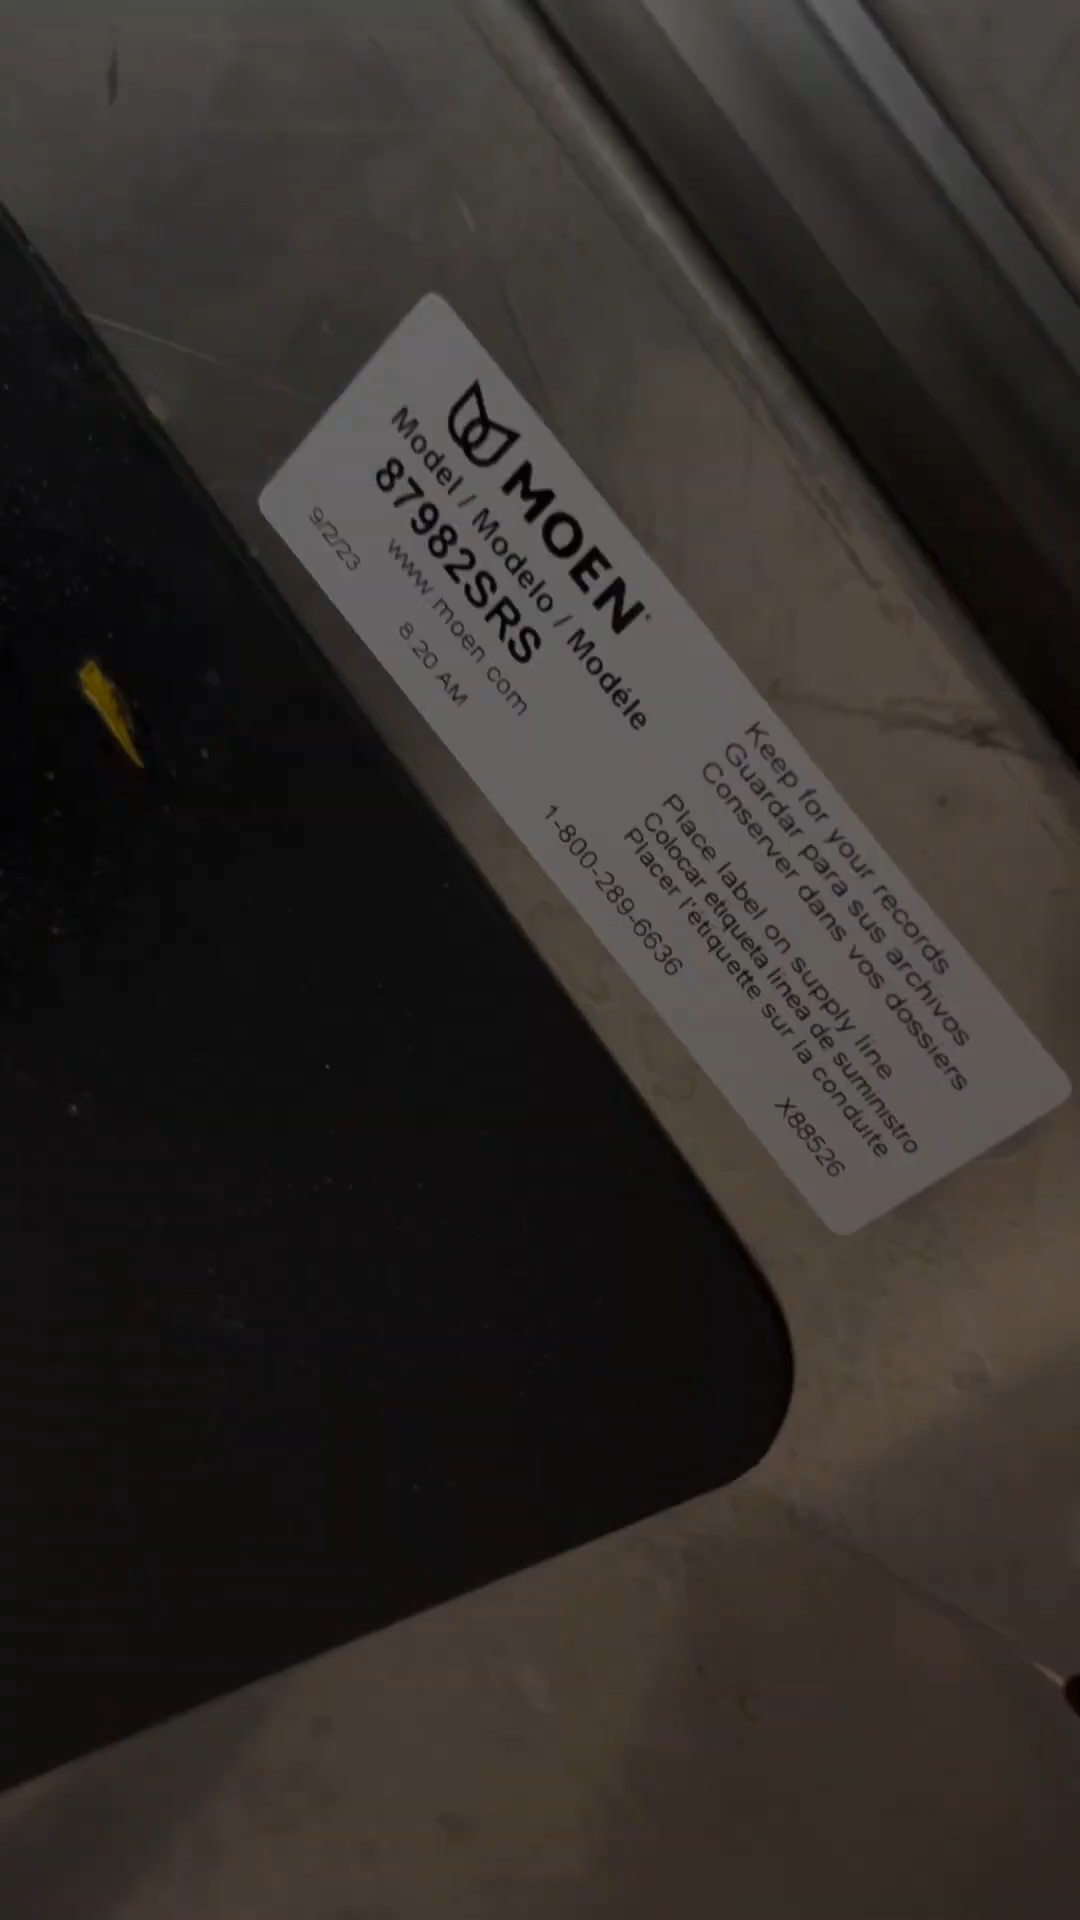 MOEN
Model / Modelo / Modéle
87982SRS
www moen com
9/2/23
8 20 AM
Keep for your records
Guardar para sus archivos
Conserver dans vos dossiers
Place label on supply line
Colocar etiqueta línea de suministro
Placer l'étiquette sur la conduite
1-800-289-6636
X88526